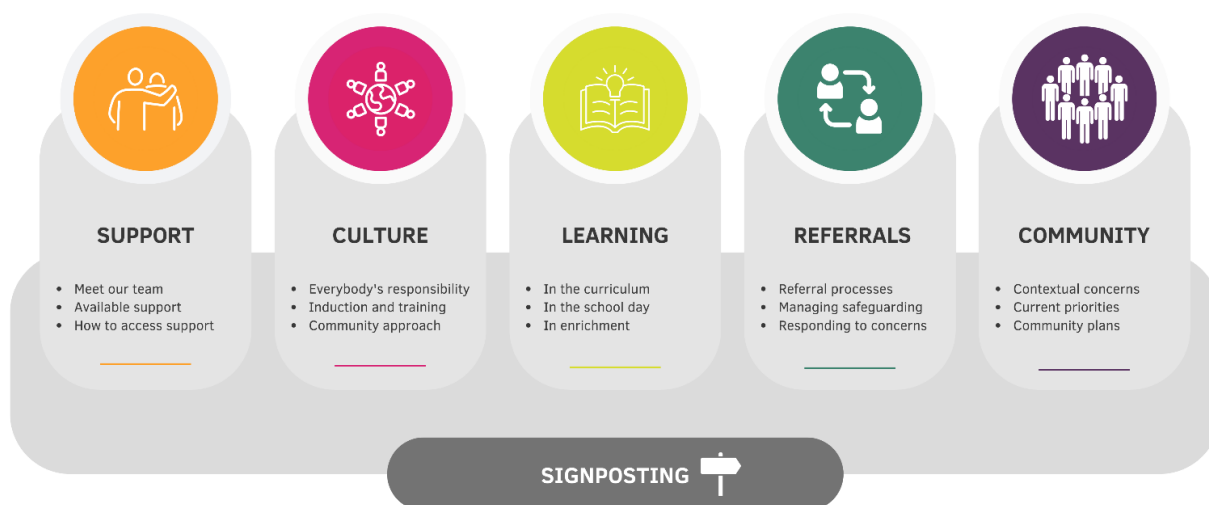 SUPPORT
• Meet our team
• Available support
• How to access support
CULTURE
• Everybody's responsibility
• Induction and training
• Community approach
LEARNING
• In the curriculum
• In the school day
• In enrichment
REFERRALS
• Referral processes
• Managing safeguarding
• Responding to concerns
COMMUNITY
• Contextual concerns
• Current priorities
• Community plans
SIGNPOSTING